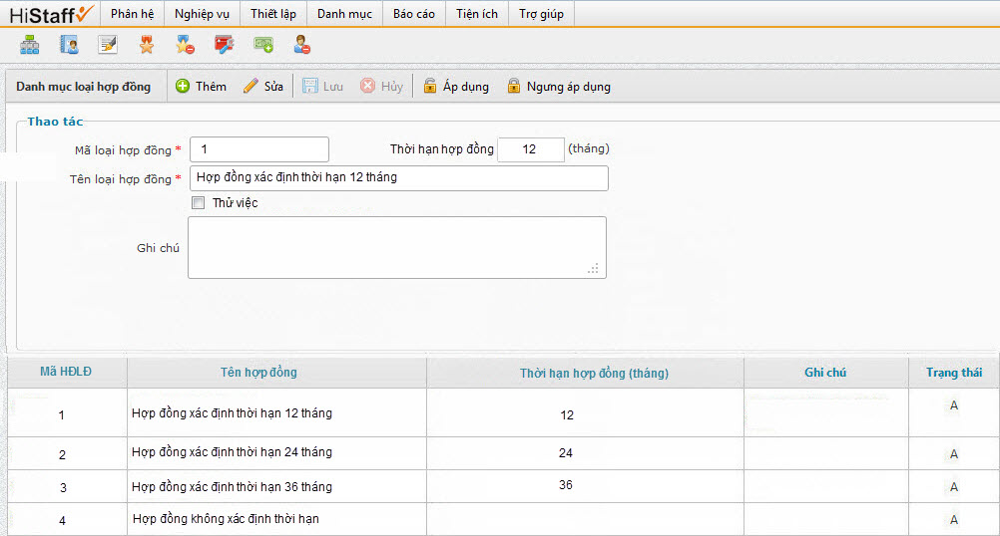 HiStaff Phân hệ Nghiệp vụ Thiết lập Danh mục Báo cáo Tiện ích Trợ giúp
Danh mục loại hợp đồng Thêm Sửa Lưu Hủy Áp dụng Ngưng áp dụng
Thao tác
Mã loại hợp đồng * 1 Thời hạn hợp đồng 12 (tháng)
Tên loại hợp đồng * Hợp đồng xác định thời hạn 12 tháng
Thử việc
Ghi chú
Mã HĐLĐ Tên hợp đồng Thời hạn hợp đồng (tháng) Ghi chú Trạng thái
1 Hợp đồng xác định thời hạn 12 tháng 12 A
2 Hợp đồng xác định thời hạn 24 tháng 24 A
3 Hợp đồng xác định thời hạn 36 tháng 36 A
4 Hợp đồng không xác định thời hạn A